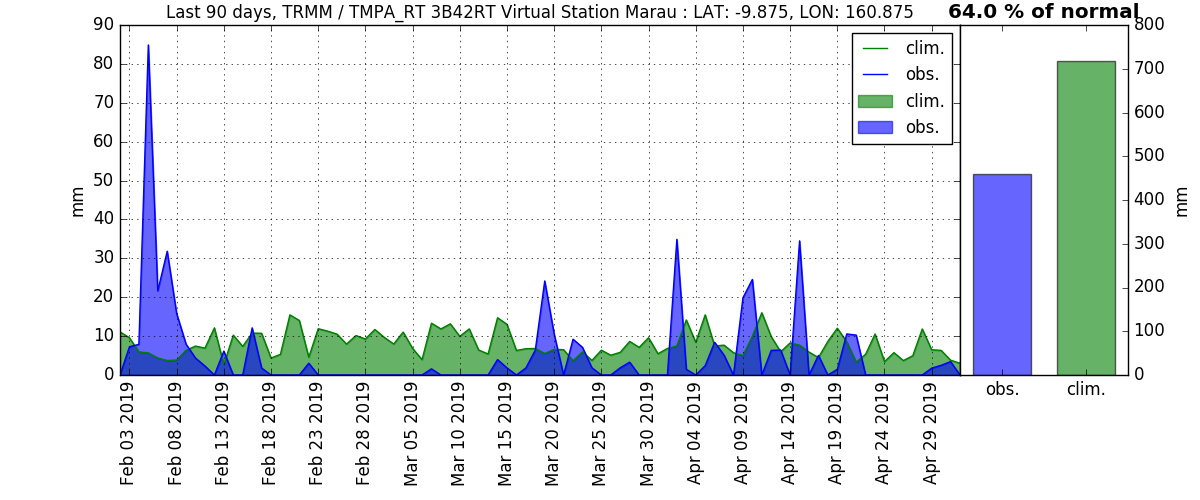 Last 90 days, TRMM / TMPA_RT 3B42RT Virtual Station Marau : LAT: -9.875, LON: 160.875
64.0 % of normal
90
80
70
60
50
40
30
20
10
0
mm
clim.
obs.
clim.
obs.
800
700
600
500
400
300
200
100
0
mm
obs.
clim.
Feb 03 2019
Feb 08 2019
Feb 13 2019
Feb 18 2019
Feb 23 2019
Feb 28 2019
Mar 05 2019
Mar 10 2019
Mar 15 2019
Mar 20 2019
Mar 25 2019
Mar 30 2019
Apr 04 2019
Apr 09 2019
Apr 14 2019
Apr 19 2019
Apr 24 2019
Apr 29 2019